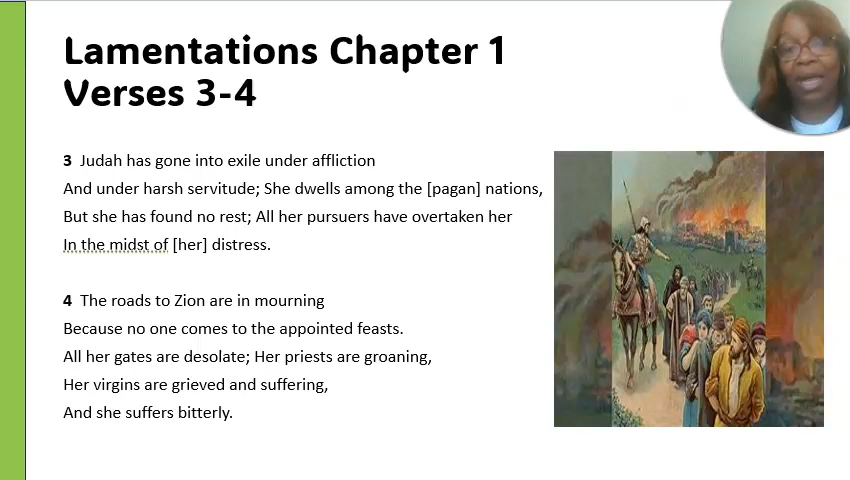 Lamentations Chapter 1
Verses 3-4
3 Judah has gone into exile under affliction
And under harsh servitude; She dwells among the [pagan] nations,
But she has found no rest; All her pursuers have overtaken her
In the midst of [her] distress.
4 The roads to Zion are in mourning
Because no one comes to the appointed feasts.
All her gates are desolate; Her priests are groaning,
Her virgins are grieved and suffering,
And she suffers bitterly.